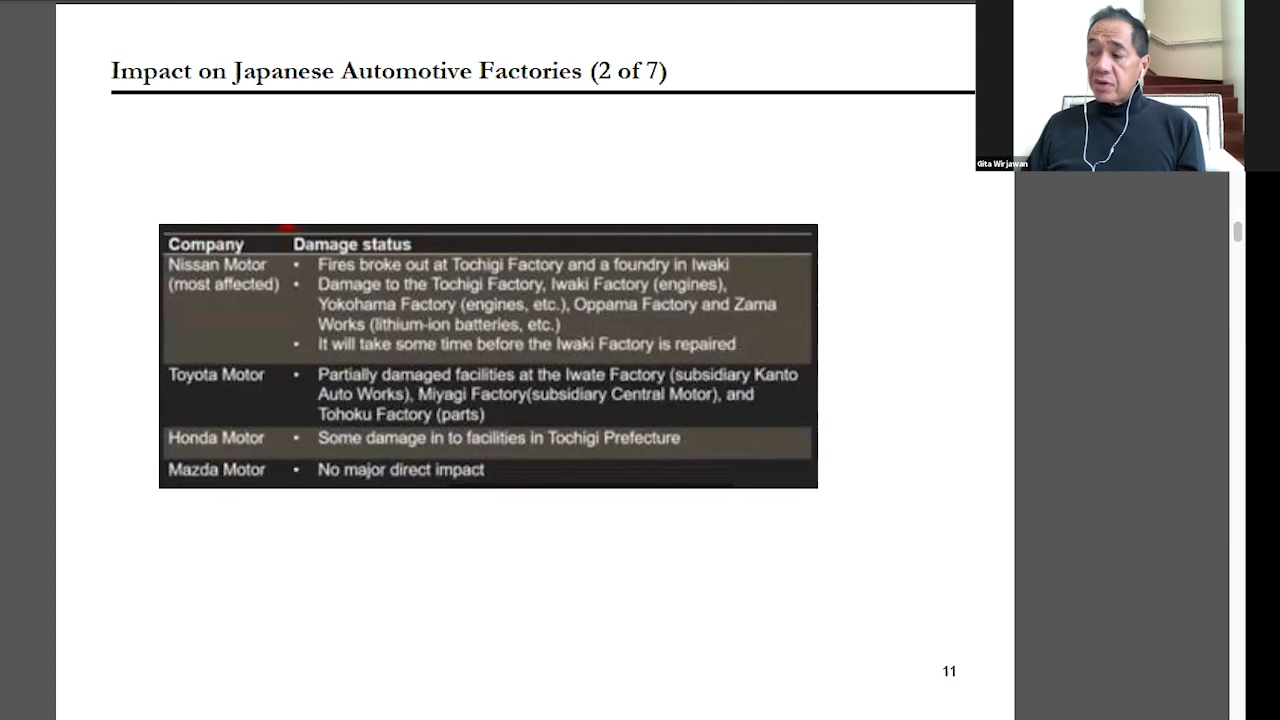 Impact on Japanese Automotive Factories (2 of 7)
Gita Wirjawan
Company Damage status
Nissan Motor • Fires broke out at Tochigi Factory and a foundry in Iwaki
(most affected) • Damage to the Tochigi Factory, Iwaki Factory (engines),
Yokohama Factory (engines, etc.), Oppama Factory and Zama
Works (lithium-ion batteries, etc.)
• It will take some time before the Iwaki Factory is repaired
Toyota Motor • Partially damaged facilities at the Iwate Factory (subsidiary Kanto
Auto Works), Miyagi Factory(subsidiary Central Motor), and
Tohoku Factory (parts)
Honda Motor • Some damage in to facilities in Tochigi Prefecture
Mazda Motor • No major direct impact
11